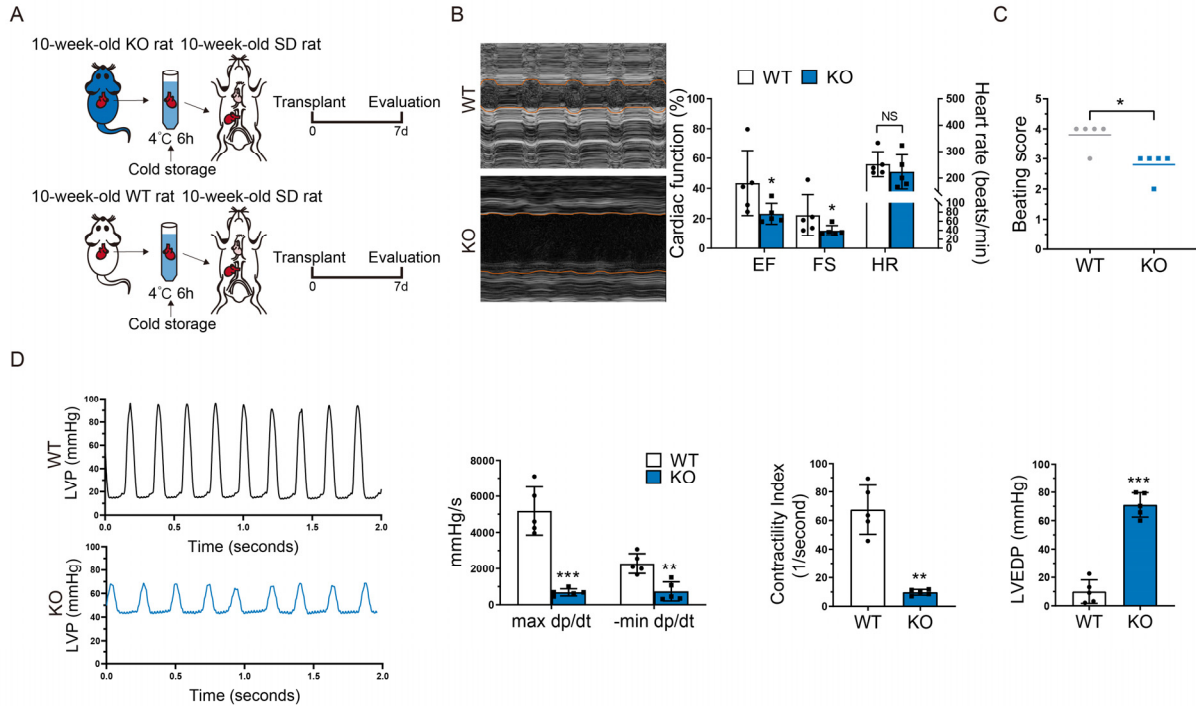 A
10-week-old KO rat 10-week-old SD rat
Transplant Evaluation
0 7d
4°C 6h
Cold storage
10-week-old WT rat 10-week-old SD rat
Transplant Evaluation
0 7d
4°C 6h
Cold storage
B
WT
KO
WT KO
Cardiac function (%)
100
80
60
40
20
0
*
*
NS
EF FS HR
500
400
300
200
100
80
60
40
20
0
Heart rate (beats/min)
C
Beating score
5
4
3
2
1
0
*
WT KO
D
WT
LVP (mmHg)
100
80
60
40
20
0
0.0 0.5 1.0 1.5 2.0
Time (seconds)
KO
LVP (mmHg)
100
80
60
40
20
0
0.0 0.5 1.0 1.5 2.0
Time (seconds)
WT
KO
mmHg/s
8000
6000
4000
2000
0
***
**
max dp/dt -min dp/dt
Contractility Index
(1/second)
100
80
60
40
20
0
**
WT KO
LVEDP (mmHg)
100
80
60
40
20
0
***
WT KO